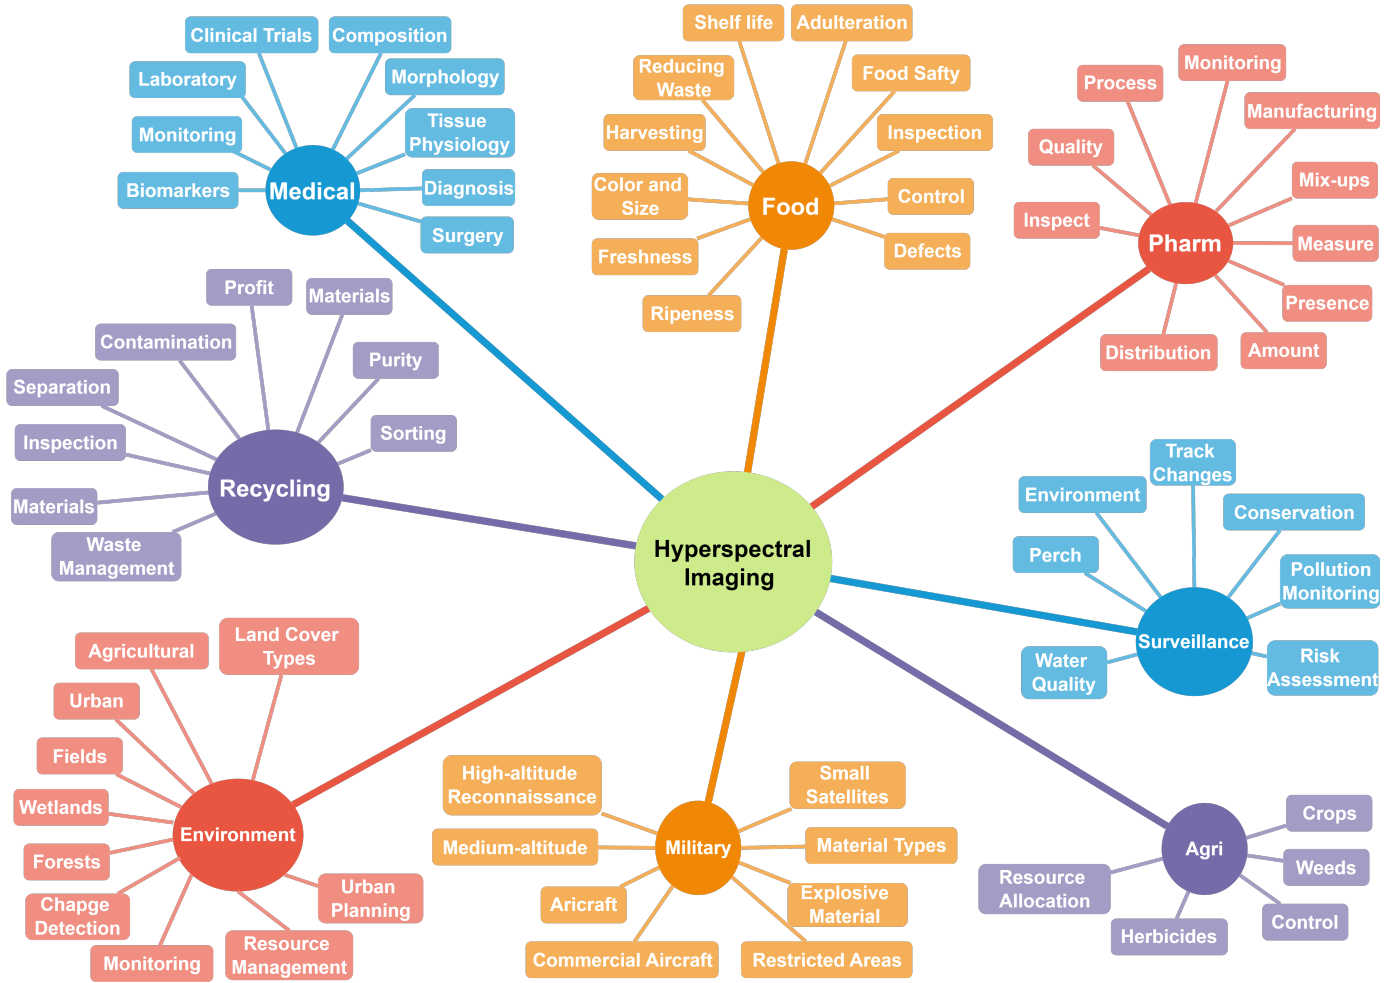 Clinical Trials
Composition
Laboratory
Morphology
Monitoring
Tissue
Physiology
Biomarkers
Medical
Diagnosis
Surgery
Shelf life
Adulteration
Reducing
Waste
Food Safty
Harvesting
Inspection
Color and
Size
Food
Control
Freshness
Defects
Ripeness
Monitoring
Process
Manufacturing
Quality
Mix-ups
Inspect
Pharm
Measure
Presence
Distribution
Amount
Profit
Materials
Contamination
Purity
Separation
Sorting
Inspection
Recycling
Materials
Waste
Management
Hyperspectral
Imaging
Track
Changes
Environment
Conservation
Perch
Pollution
Monitoring
Surveillance
Water
Quality
Risk
Assessment
Agricultural
Land Cover
Types
Urban
Fields
Wetlands
Environment
Forests
Chapge
Detection
Urban
Planning
Monitoring
Resource
Management
High-altitude
Reconnaissance
Small
Satellites
Medium-altitude
Military
Material Types
Aricraft
Explosive
Material
Commercial Aircraft
Restricted Areas
Crops
Agri
Weeds
Resource
Allocation
Control
Herbicides